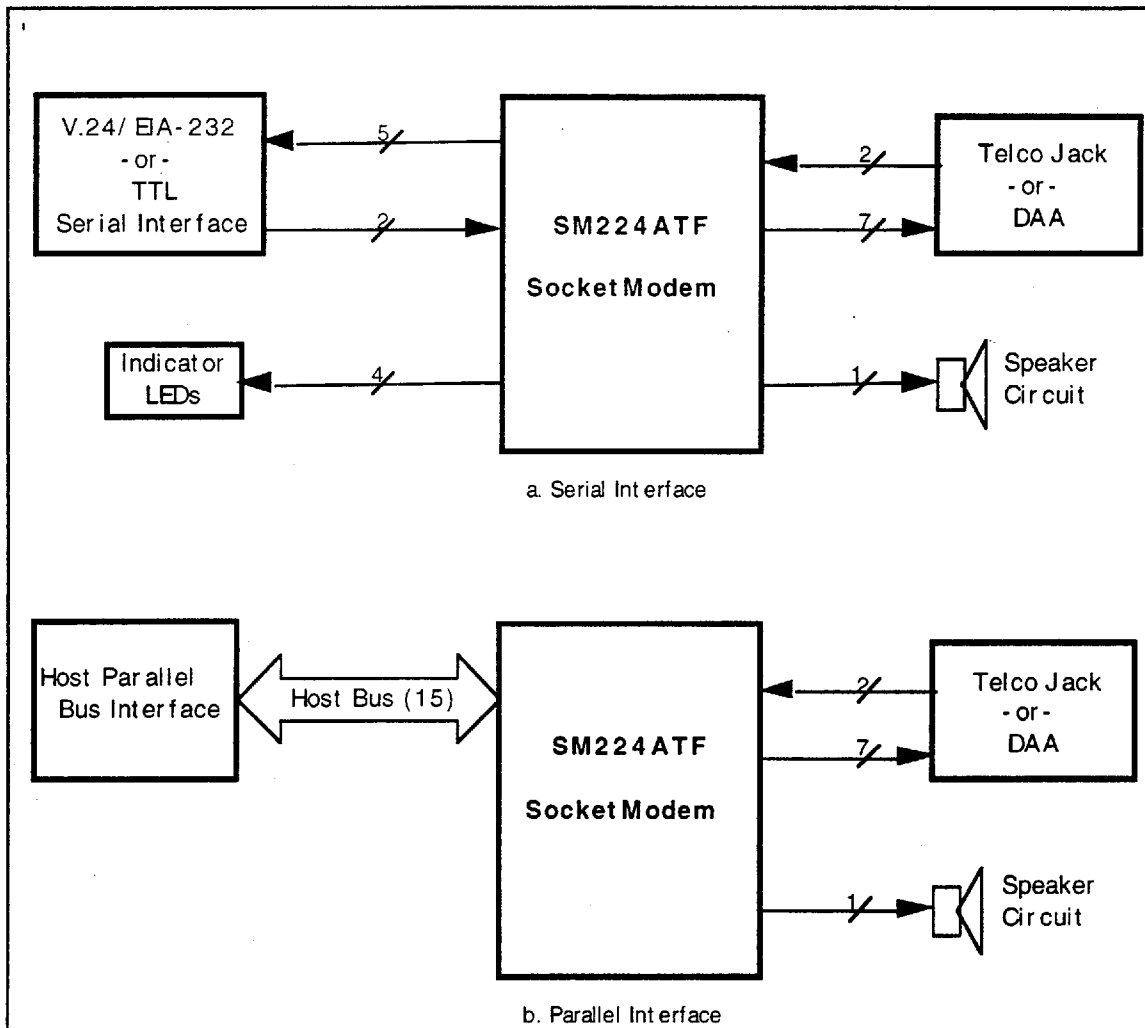 V.24/ EIA-232
- or -
TTL
Serial Interface
5
2
SM224ATF
Socket Modem
2
7
Telco Jack
- or -
DAA
Indicator
LEDs
4
1
Speaker
Circuit
a. Serial Interface
Host Parallel
Bus Interface
Host Bus (15)
SM224ATF
Socket Modem
2
7
Telco Jack
- or -
DAA
1
Speaker
Circuit
b. Parallel Interface